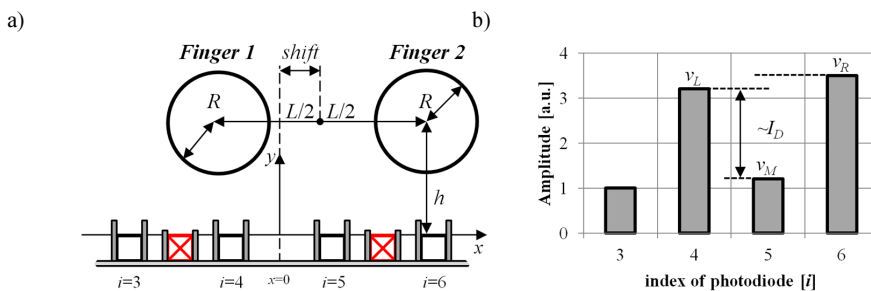 a)
Finger 1
shift
Finger 2
R
L/2
L/2
R
y
h
x
i=3
i=4
x=0
i=5
i=6
b)
4
3
2
1
0
Amplitude [a.u.]
v_L
v_R
~I_D
v_M
3
4
5
6
index of photodiode [i]